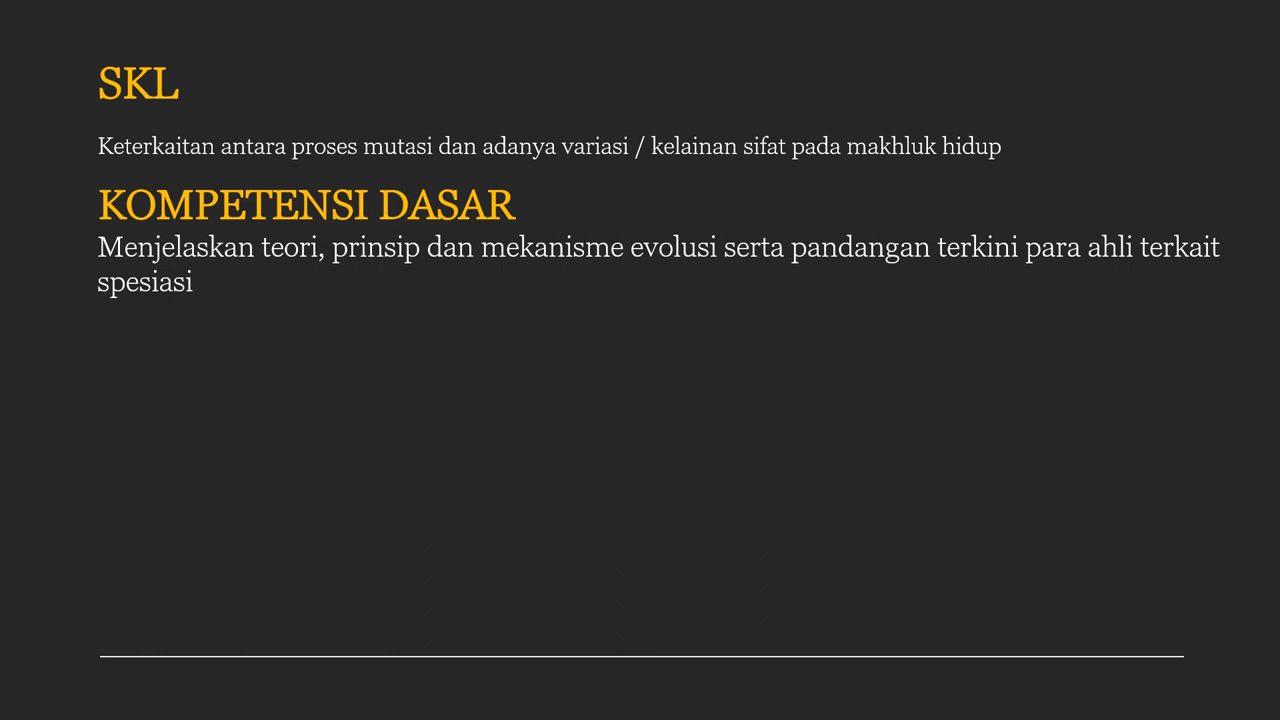 SKL
Keterkaitan antara proses mutasi dan adanya variasi / kelainan sifat pada makhluk hidup
KOMPETENSI DASAR
Menjelaskan teori, prinsip dan mekanisme evolusi serta pandangan terkini para ahli terkait
spesiasi